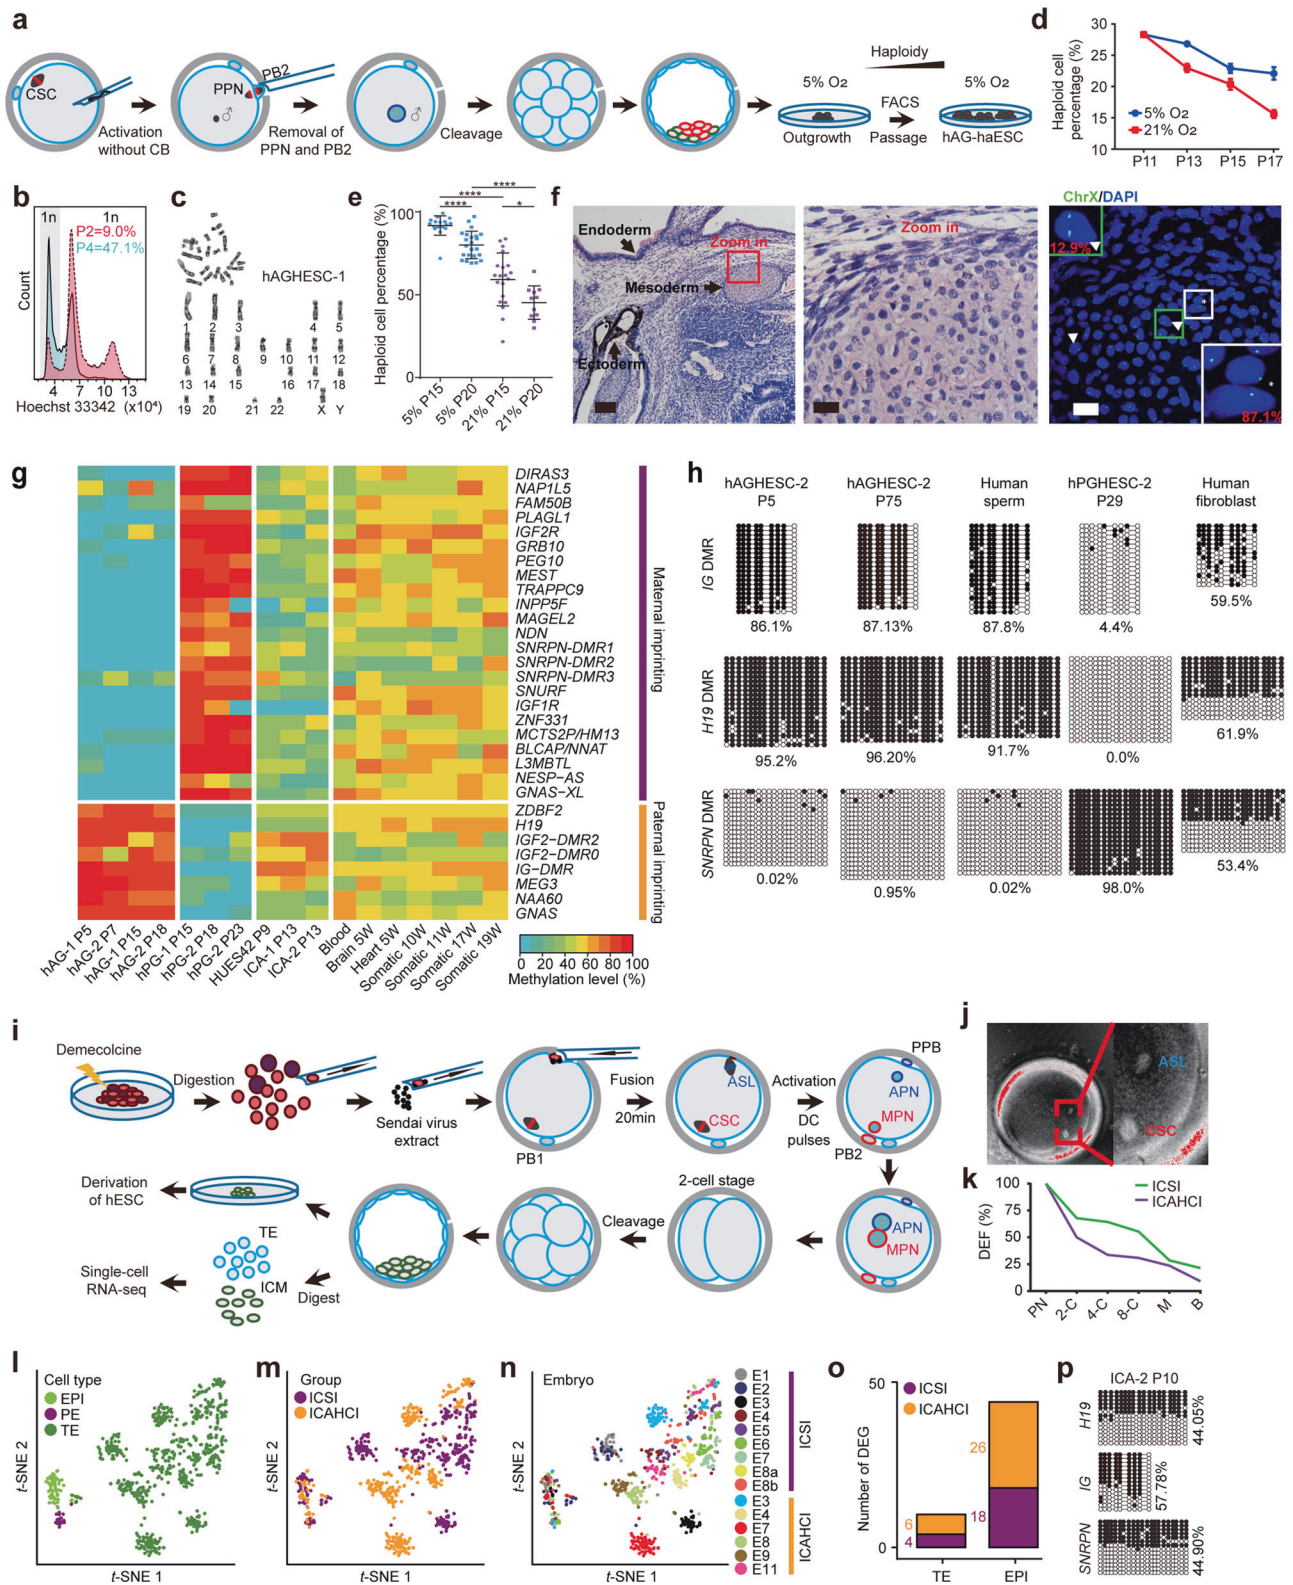 a
CSC
Activation
without CB
PPN
PB2
♂
Removal of
PPN and PB2
♂
Cleavage
Haploidy
5% O2
5% O2
FACS
Outgrowth
Passage
hAG-haESC
d
Haploid cell
percentage (%)
30
25
20
15
10
5% O2
21% O2
P11
P13
P15
P17
b
1n
1n
P2=9.0%
P4=47.1%
Count
4
7
10
13
Hoechst 33342 (x10⁴)
c
hAGHESC-1
1 2 3 4 5
6 7 8 9 10 11 12
13 14 15 16 17 18
19 20 21 22 X Y
e
Haploid cell percentage (%)
100
50
0
****
****
****
*
5% P15
5% P20
21% P15
21% P20
f
Endoderm
Zoom in
Mesoderm
Ectoderm
Zoom in
ChrX/DAPI
12.9%
*
*
87.1%
g
DIRAS3
NAP1L5
FAM50B
PLAGL1
IGF2R
GRB10
PEG10
MEST
TRAPPC9
INPP5F
MAGEL2
NDN
SNRPN-DMR1
SNRPN-DMR2
SNRPN-DMR3
SNURF
IGF1R
ZNF331
MCTS2P/HM13
BLCAP/NNAT
L3MBTL
NESP−AS
GNAS−XL
Maternal imprinting
ZDBF2
H19
IGF2−DMR2
IGF2−DMR0
IG−DMR
MEG3
NAA60
GNAS
Paternal imprinting
hAG-1 P5
hAG-2 P7
hAG-1 P15
hAG-2 P18
hPG-1 P15
hPG-2 P18
hPG-2 P23
HUES42 P9
ICA-1 P13
ICA-2 P13
Blood
Brain 5W
Heart 5W
Somatic 10W
Somatic 11W
Somatic 17W
Somatic 19W
0 20 40 60 80 100
Methylation level (%)
h
hAGHESC-2
P5
hAGHESC-2
P75
Human
sperm
hPGHESC-2
P29
Human
fibroblast
IG DMR
86.1%
87.13%
87.8%
4.4%
59.5%
H19 DMR
95.2%
96.20%
91.7%
0.0%
61.9%
SNRPN DMR
0.02%
0.95%
0.02%
98.0%
53.4%
i
Demecolcine
Digestion
Sendai virus
extract
PB1
Fusion
20min
ASL
CSC
Activation
DC
pulses
PPB
APN
MPN
PB2
APN
MPN
2-cell stage
Cleavage
Derivation
of hESC
TE
ICM
Digest
Single-cell
RNA-seq
j
ASL
CSC
k
DEF (%)
100
75
50
25
0
ICSI
ICAHCI
PN
2-C
4-C
8-C
M
B
l
Cell type
EPI
PE
TE
t-SNE 2
t-SNE 1
m
Group
ICSI
ICAHCI
t-SNE 2
t-SNE 1
n
Embryo
t-SNE 2
t-SNE 1
E1
E2
E3
E4
E5
E6
E7
E8a
E8b
ICSI
E3
E4
E7
E8
E9
E11
ICAHCI
o
Number of DEG
50
0
ICSI
ICAHCI
6
4
26
18
TE
EPI
p
ICA-2 P10
H19
44.05%
IG
57.78%
SNRPN
44.90%